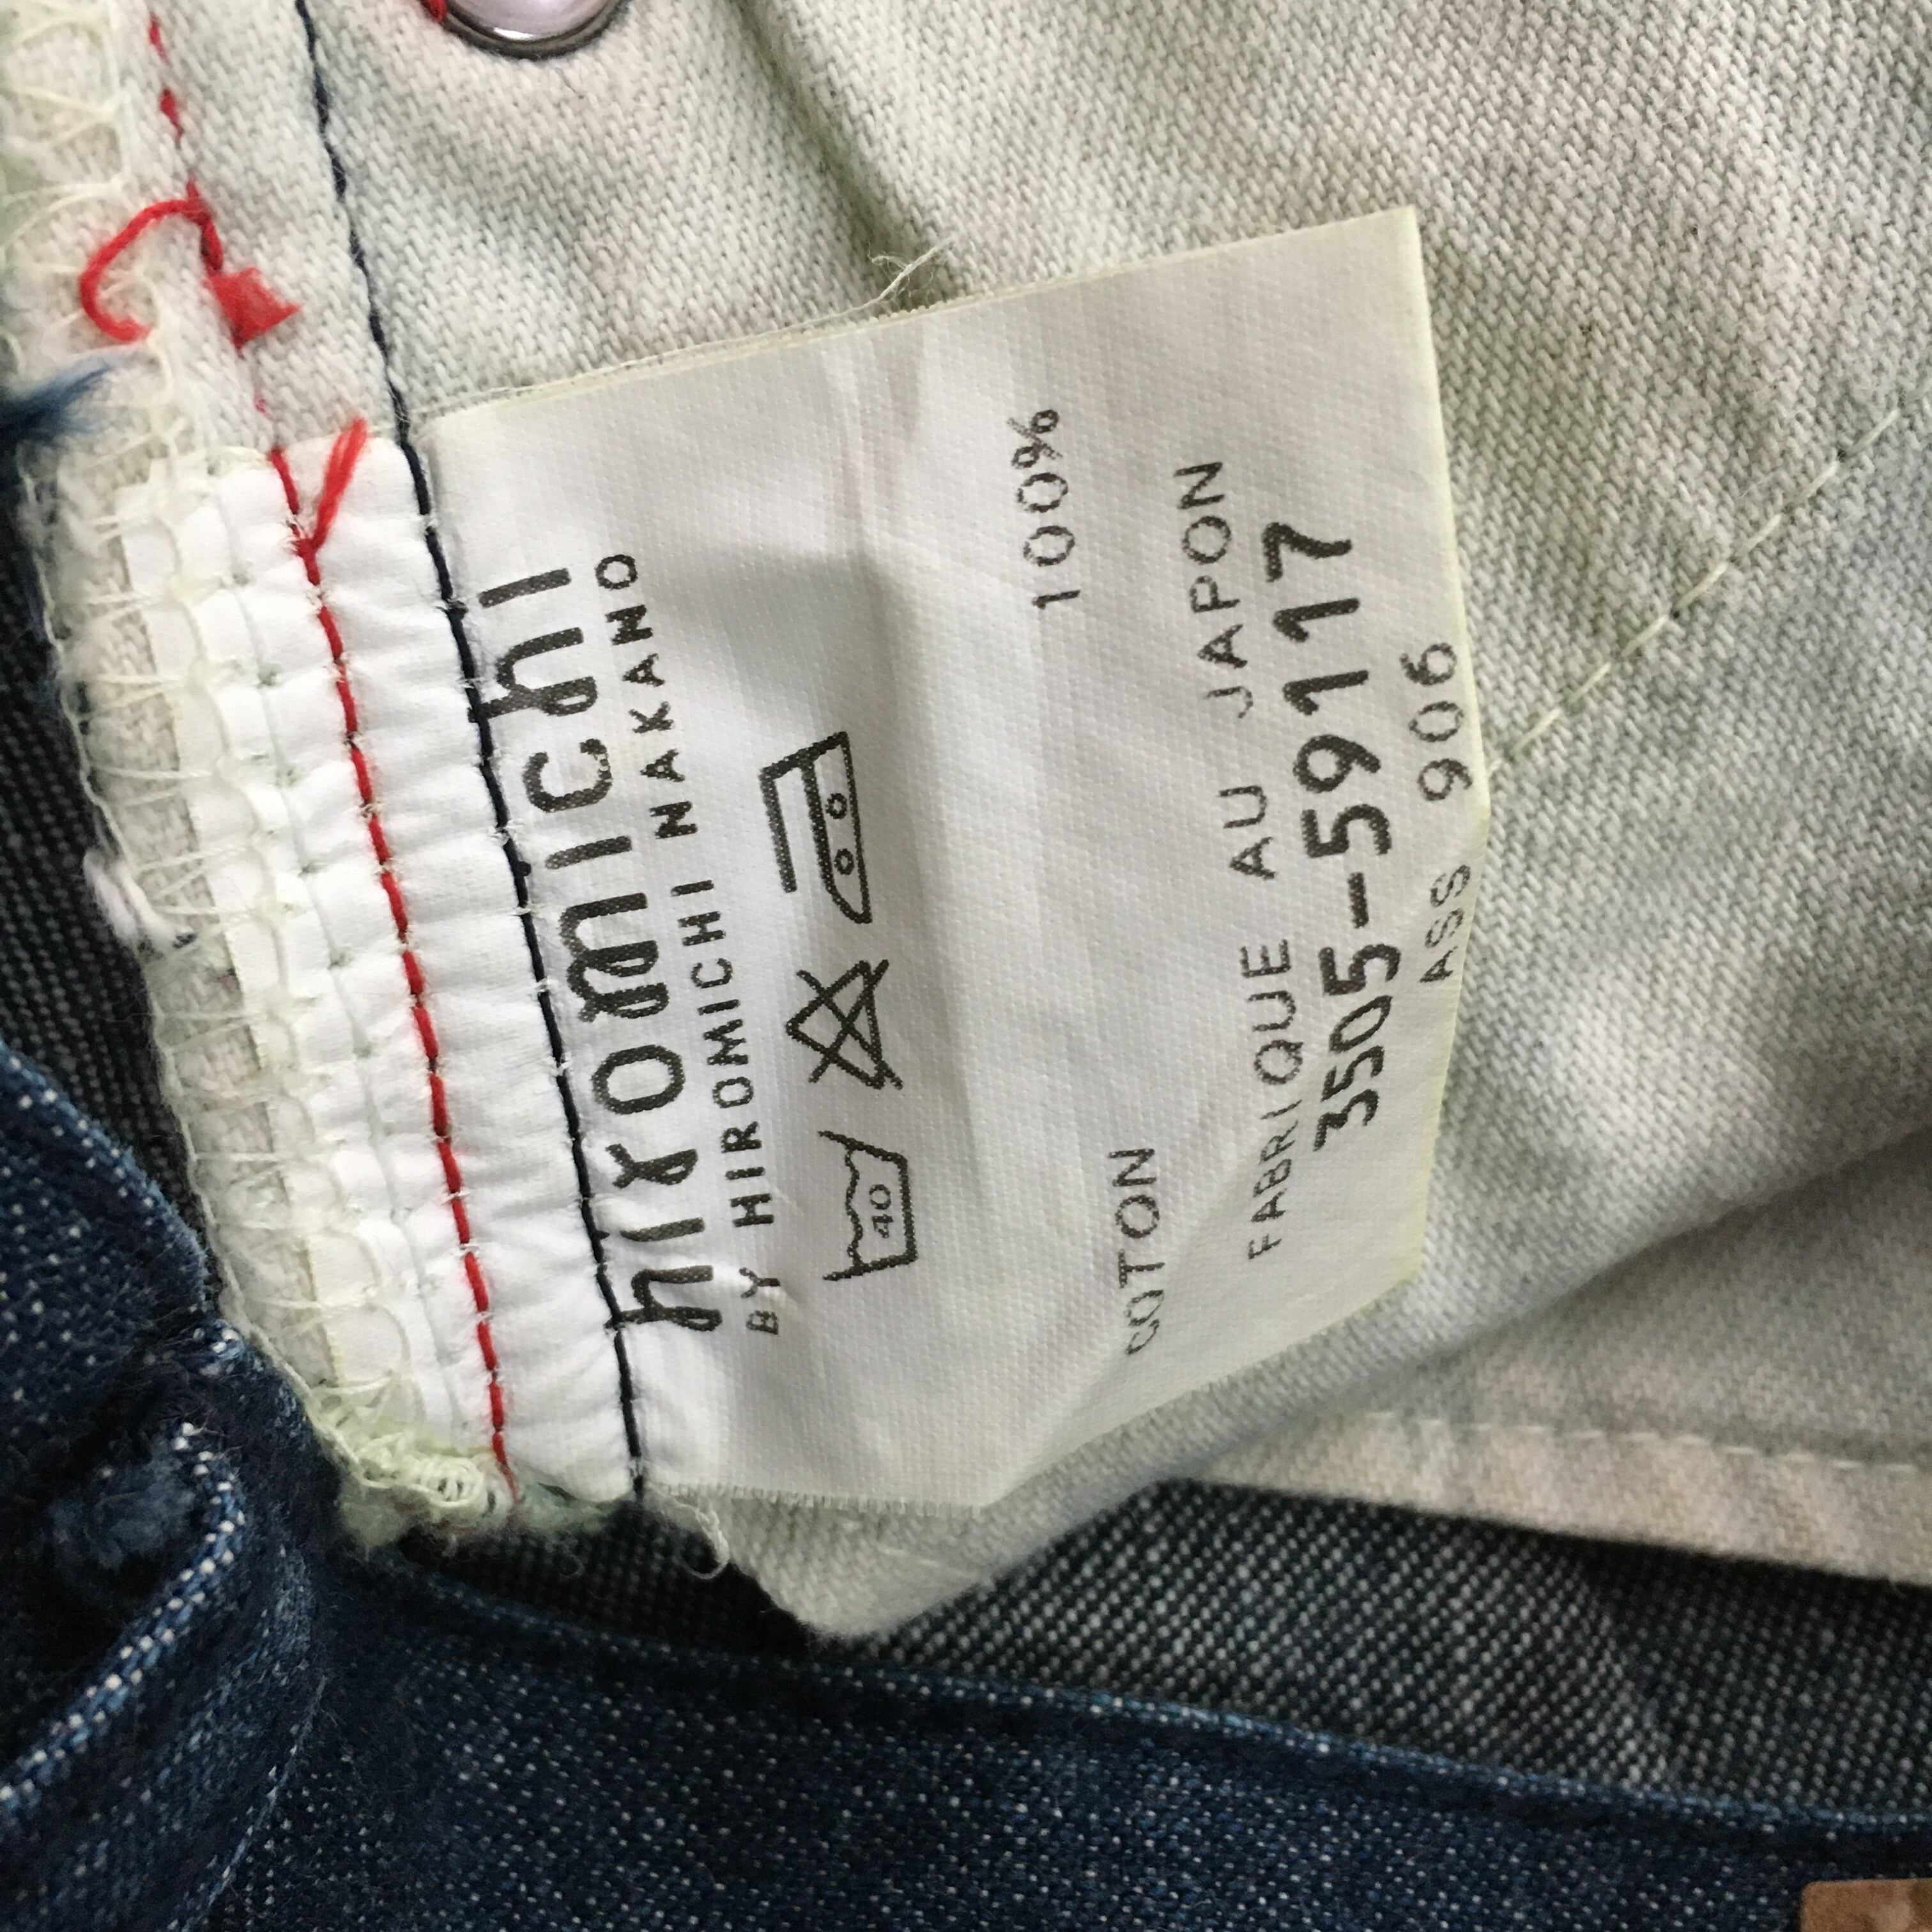 hiromichi
BY HIROMICHI NAKANO
40
COTON 100%
FABRIQUE AU JAPON
3505-59117
ASS 906